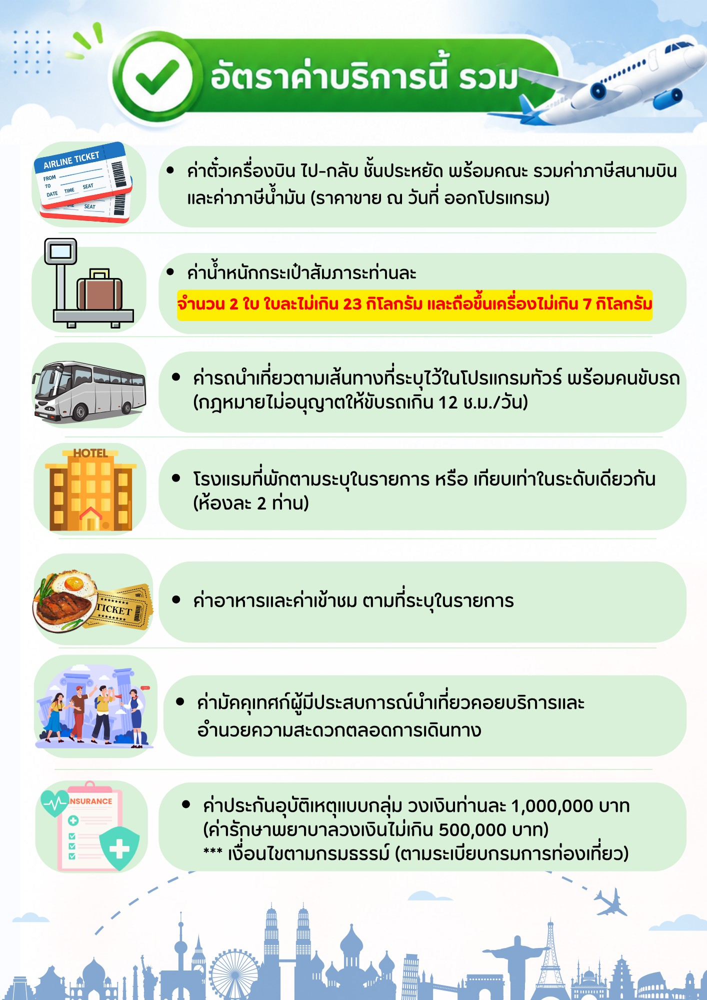 อัตราค่าบริการนี้ รวม
AIRLINE TICKET
FROM
TO
DATE TIME SEAT
SEAT
• ค่าตั๋วเครื่องบิน ไป-กลับ ชั้นประหยัด พร้อมคณะ รวมค่าภาษีสนามบิน
และค่าภาษีน้ำมัน (ราคาขาย ณ วันที่ ออกโปรแกรม)
• ค่าน้ำหนักกระเป๋าสัมภาระท่านละ
จำนวน 2 ใบ ใบละไม่เกิน 23 กิโลกรัม และถือขึ้นเครื่องไม่เกิน 7 กิโลกรัม
• ค่ารถนำเที่ยวตามเส้นทางที่ระบุไว้ในโปรแกรมทัวร์ พร้อมคนขับรถ
(กฎหมายไม่อนุญาตให้ขับรถเกิน 12 ช.ม./วัน)
HOTEL
• โรงแรมที่พักตามระบุในรายการ หรือ เทียบเท่าในระดับเดียวกัน
(ห้องละ 2 ท่าน)
TICKET
• ค่าอาหารและค่าเข้าชม ตามที่ระบุในรายการ
• ค่ามัคคุเทศก์ผู้มีประสบการณ์นำเที่ยวคอยบริการและ
อำนวยความสะดวกตลอดการเดินทาง
NSURANCE
• ค่าประกันอุบัติเหตุแบบกลุ่ม วงเงินท่านละ 1,000,000 บาท
(ค่ารักษาพยาบาลวงเงินไม่เกิน 500,000 บาท)
*** เงื่อนไขตามกรมธรรม์ (ตามระเบียบกรมการท่องเที่ยว)